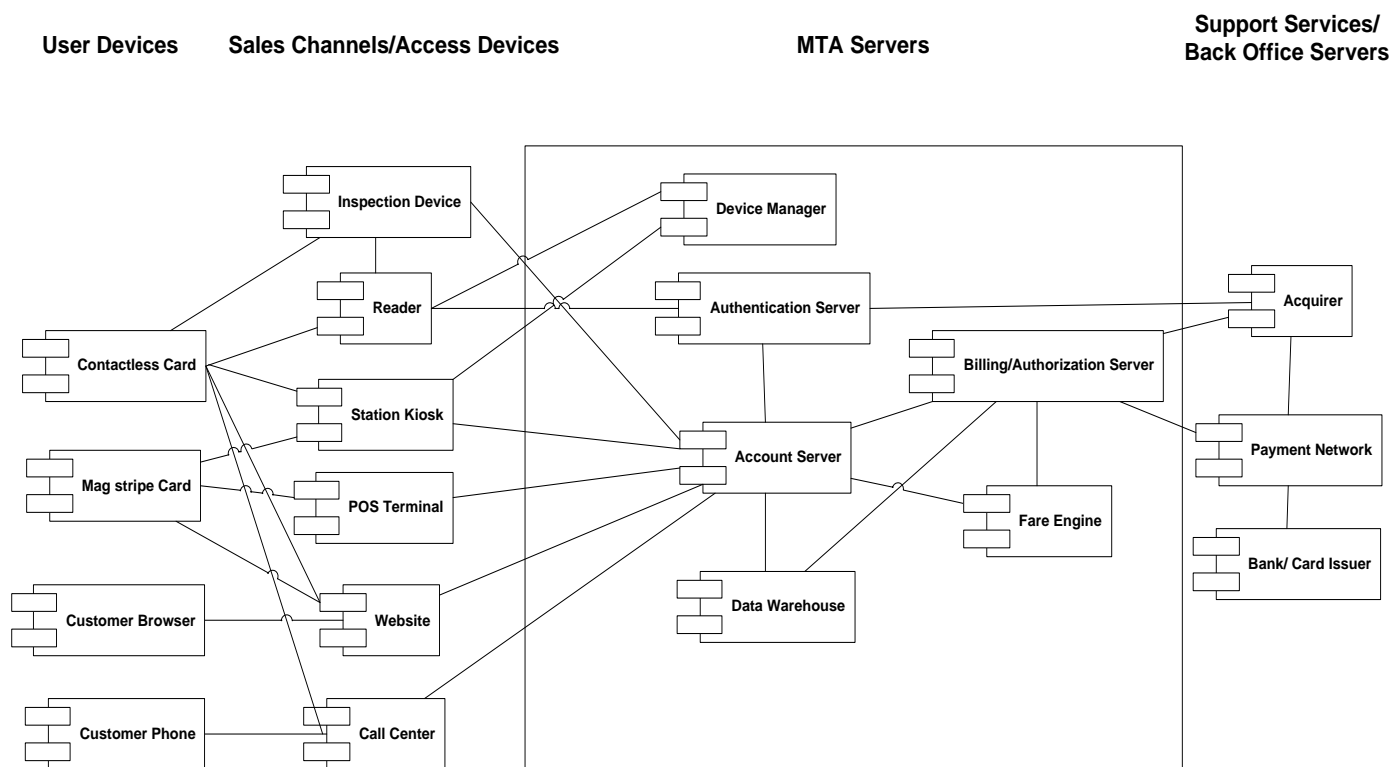 User Devices
Sales Channels/Access Devices
MTA Servers
Support Services/
Back Office Servers
Inspection Device
Device Manager
Reader
Authentication Server
Acquirer
Contactless Card
Billing/Authorization Server
Station Kiosk
Account Server
Payment Network
Mag stripe Card
POS Terminal
Fare Engine
Bank/ Card Issuer
Customer Browser
Website
Data Warehouse
Customer Phone
Call Center